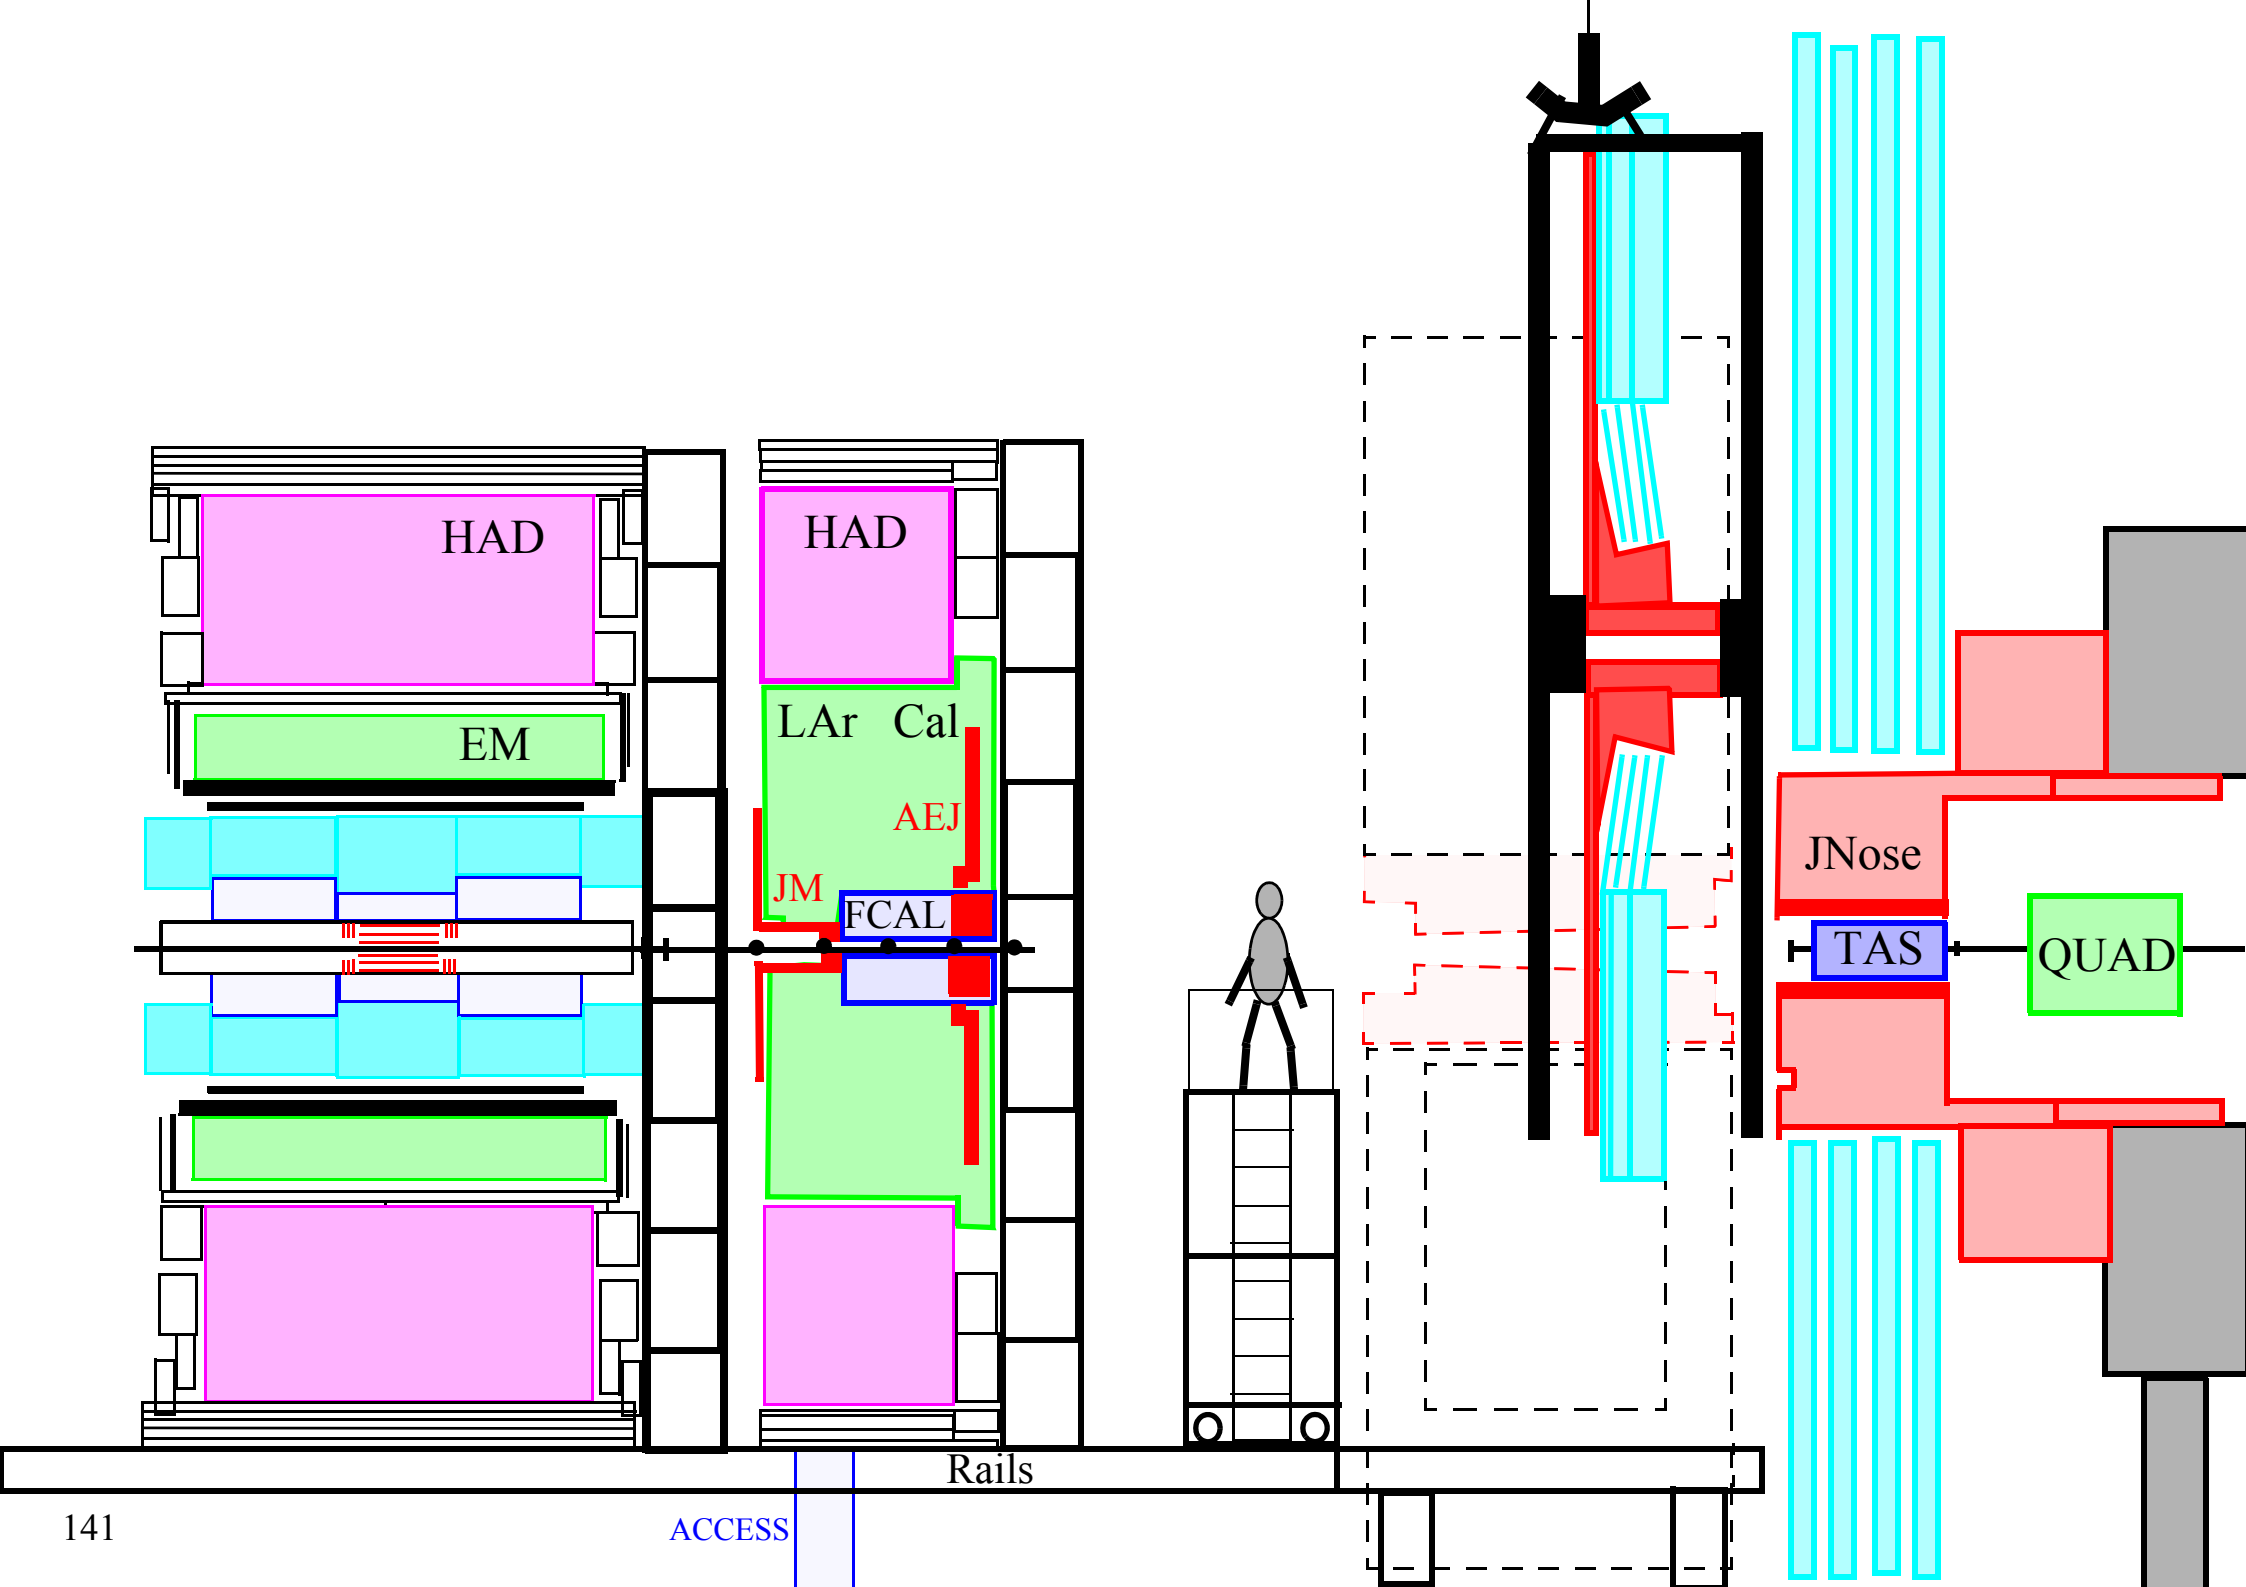 HAD
HAD
EM
LAr Cal
AEJ
JM
FCAL
JNose
TAS
QUAD
Rails
141
ACCESS